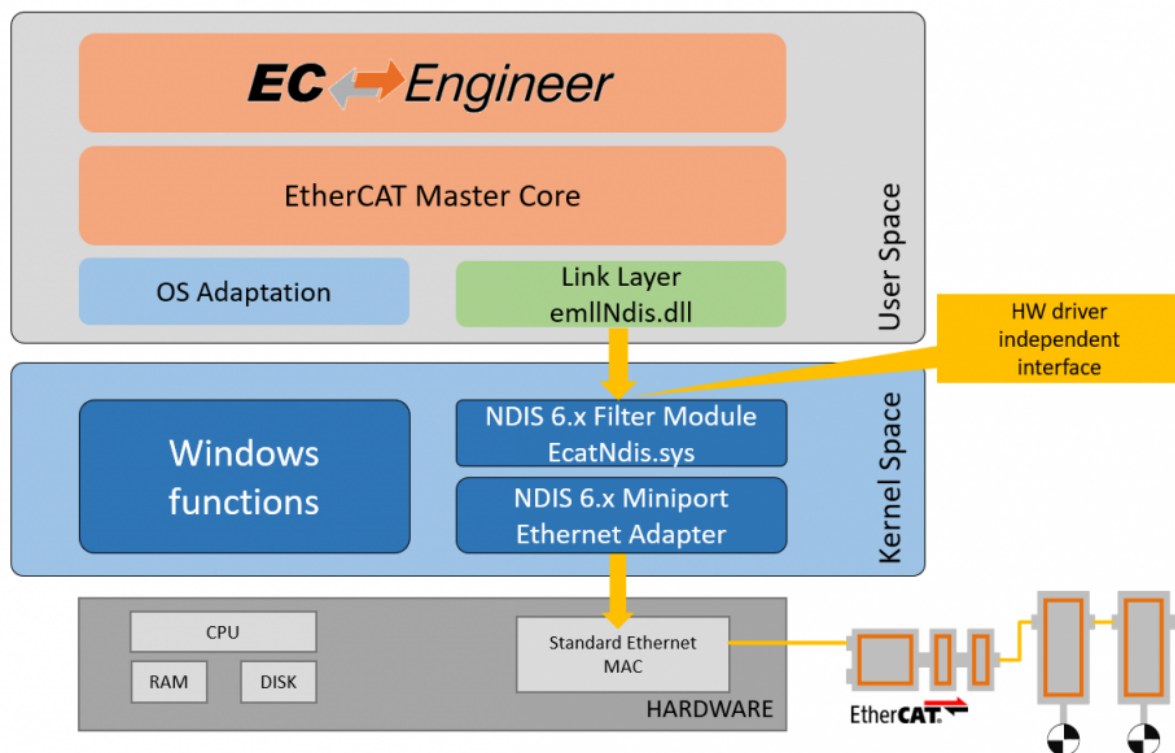 EC Engineer
EtherCAT Master Core
OS Adaptation
Link Layer
emllNdis.dll
User Space
HW driver
independent
interface
Windows
functions
NDIS 6.x Filter Module
EcatNdis.sys
NDIS 6.x Miniport
Ethernet Adapter
Kernel Space
CPU
RAM
DISK
Standard Ethernet
MAC
HARDWARE
EtherCAT®